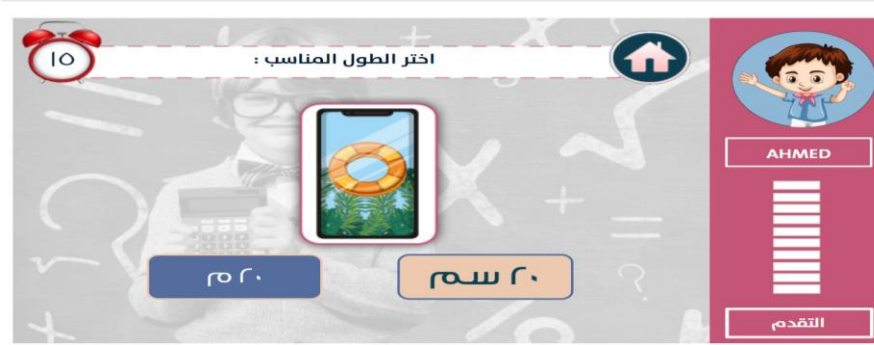 ١٥
اختر الطول المناسب :
AHMED
٢٠ سم
٢٠ م
التقدم